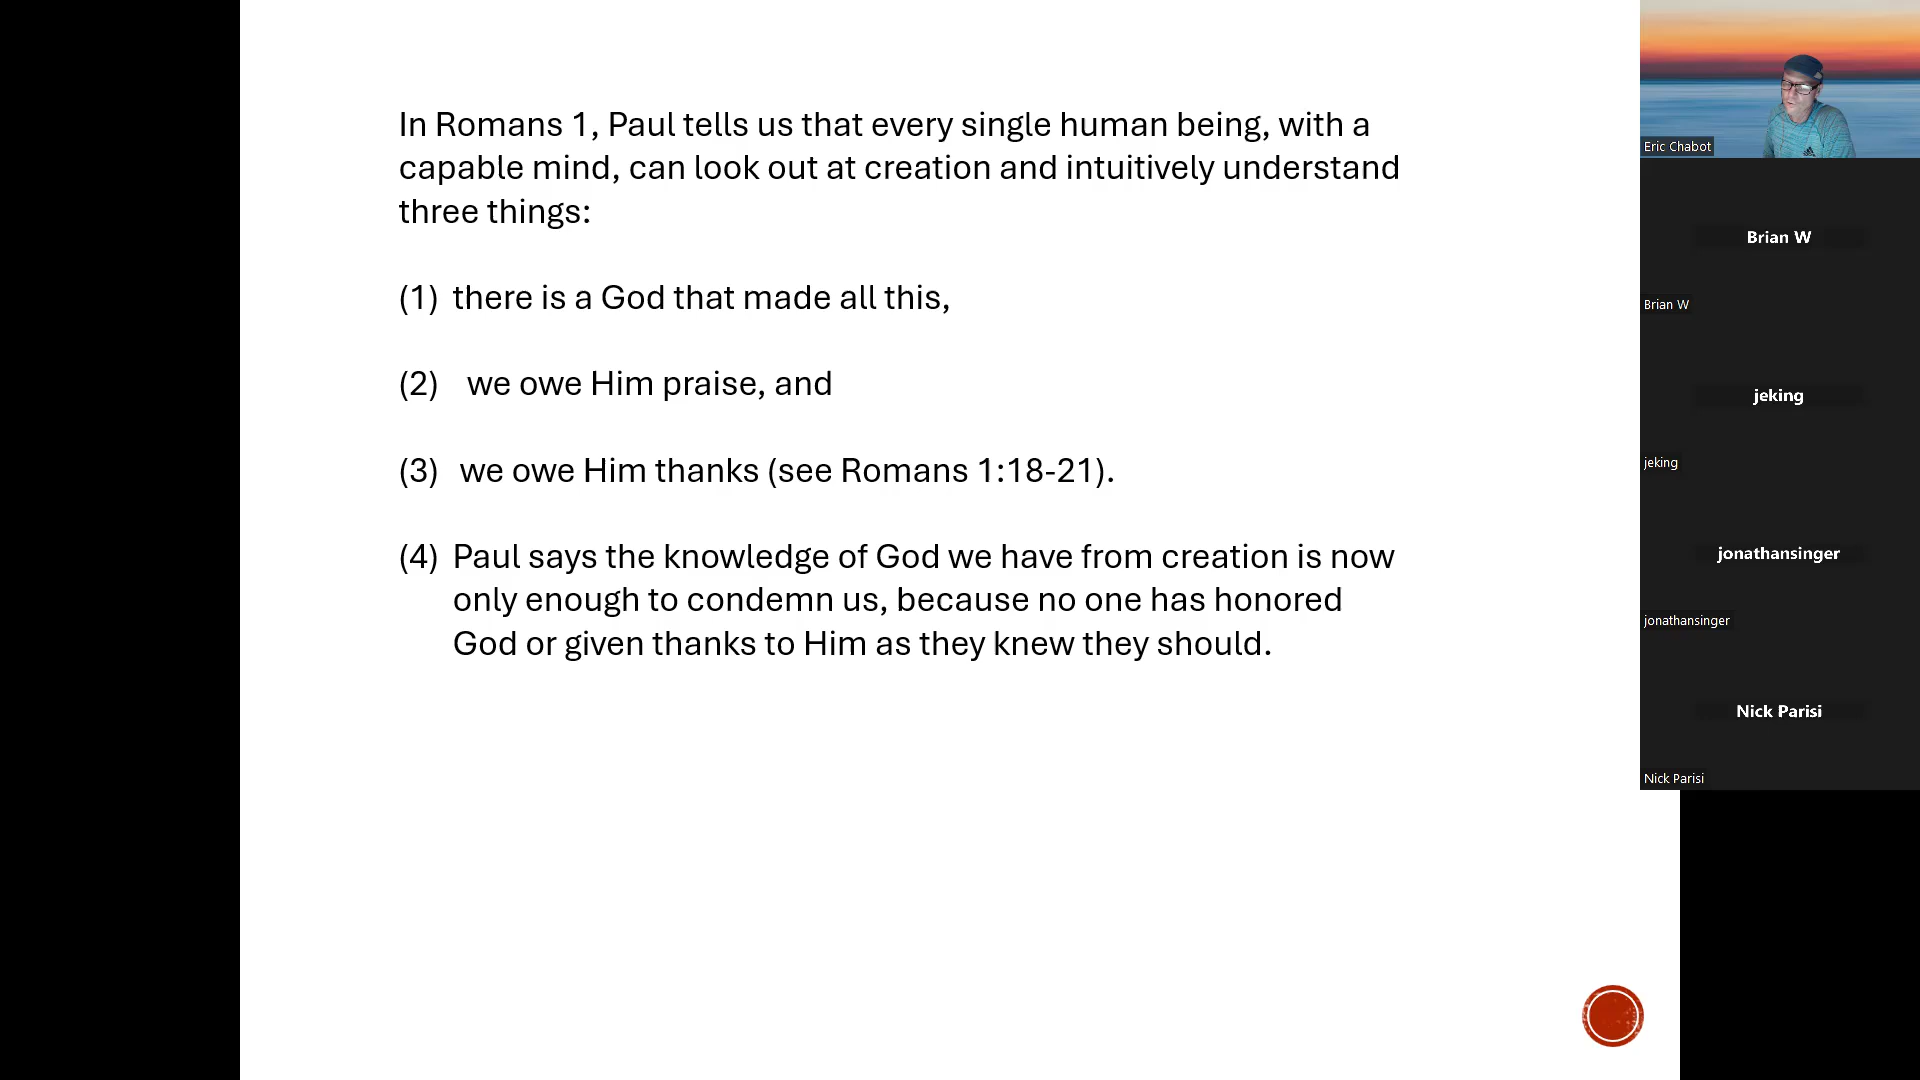 In Romans 1, Paul tells us that every single human being, with a
capable mind, can look out at creation and intuitively understand
three things:
(1) there is a God that made all this,
(2) we owe Him praise, and
(3) we owe Him thanks (see Romans 1:18-21).
(4) Paul says the knowledge of God we have from creation is now
only enough to condemn us, because no one has honored
God or given thanks to Him as they knew they should.
Eric Chabot
Brian W
Brian W
jeking
jeking
jonathansinger
jonathansinger
Nick Parisi
Nick Parisi